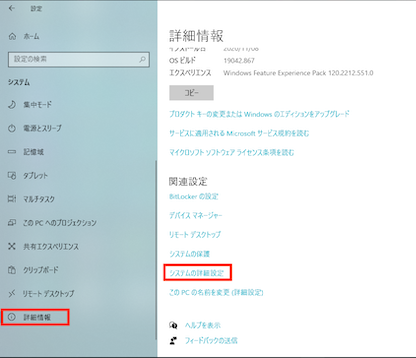 設定
ホーム
設定の検索
システム
集中モード
電源とスリープ
記憶域
タブレット
マルチタスク
この PC へのプロジェクション
共有エクスペリエンス
クリップボード
リモート デスクトップ
詳細情報
詳細情報
インストール日 2020/11/08
OS ビルド 19042.867
エクスペリエンス Windows Feature Experience Pack 120.2212.551.0
コピー
プロダクト キーの変更または Windows のエディションをアップグレード
サービスに適用される Microsoft サービス規約を読む
マイクロソフト ソフトウェア ライセンス条項を読む
関連設定
BitLocker の設定
デバイス マネージャー
リモート デスクトップ
システムの保護
システムの詳細設定
この PC の名前を変更 (詳細設定)
ヘルプを表示
フィードバックの送信